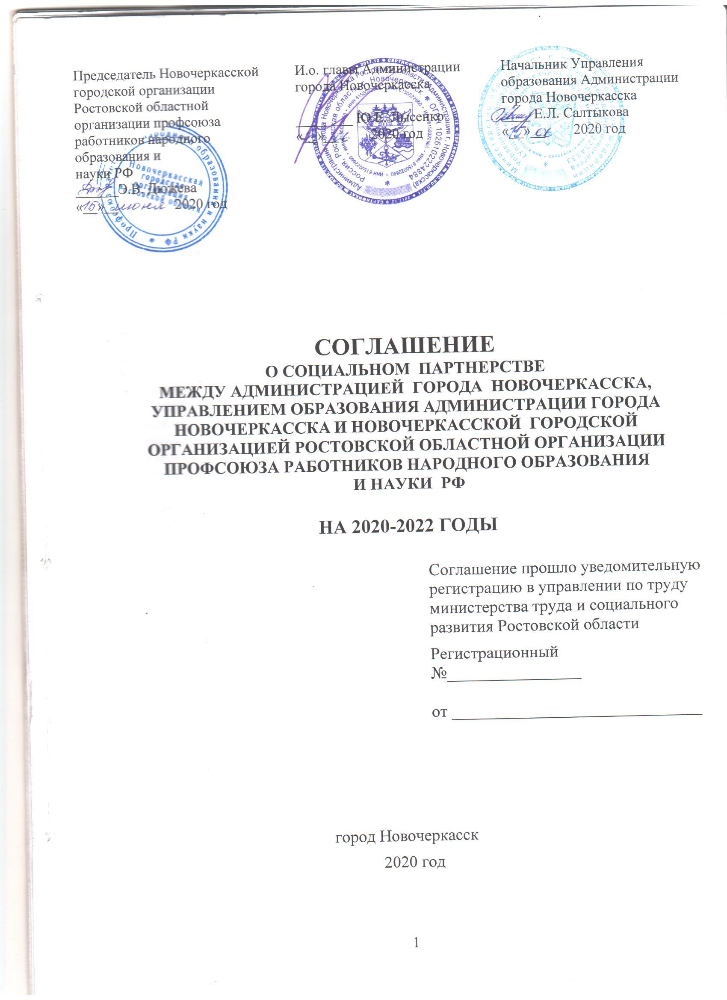 Председатель Новочеркасской
городской организации
Ростовской областной
организации профсоюза
работников народного
образования и
науки РФ
Э.В. Дюжева
«15» июня 2020 год
И.о. главы Администрации
города Новочеркасска
Ю.Е. Лысенко
2020 год
Начальник Управления
образования Администрации
города Новочеркасска
Е.Л. Салтыкова
«15» 2020 год
Новочеркасская
городская
организация
Ростовской области
СОГЛАШЕНИЕ
О СОЦИАЛЬНОМ ПАРТНЕРСТВЕ
МЕЖДУ АДМИНИСТРАЦИЕЙ ГОРОДА НОВОЧЕРКАССКА,
УПРАВЛЕНИЕМ ОБРАЗОВАНИЯ АДМИНИСТРАЦИИ ГОРОДА
НОВОЧЕРКАССКА И НОВОЧЕРКАССКОЙ ГОРОДСКОЙ
ОРГАНИЗАЦИЕЙ РОСТОВСКОЙ ОБЛАСТНОЙ ОРГАНИЗАЦИИ
ПРОФСОЮЗА РАБОТНИКОВ НАРОДНОГО ОБРАЗОВАНИЯ
И НАУКИ РФ
НА 2020-2022 ГОДЫ
Соглашение прошло уведомительную
регистрацию в управлении по труду
министерства труда и социального
развития Ростовской области
Регистрационный
№
от
город Новочеркасск
2020 год
1